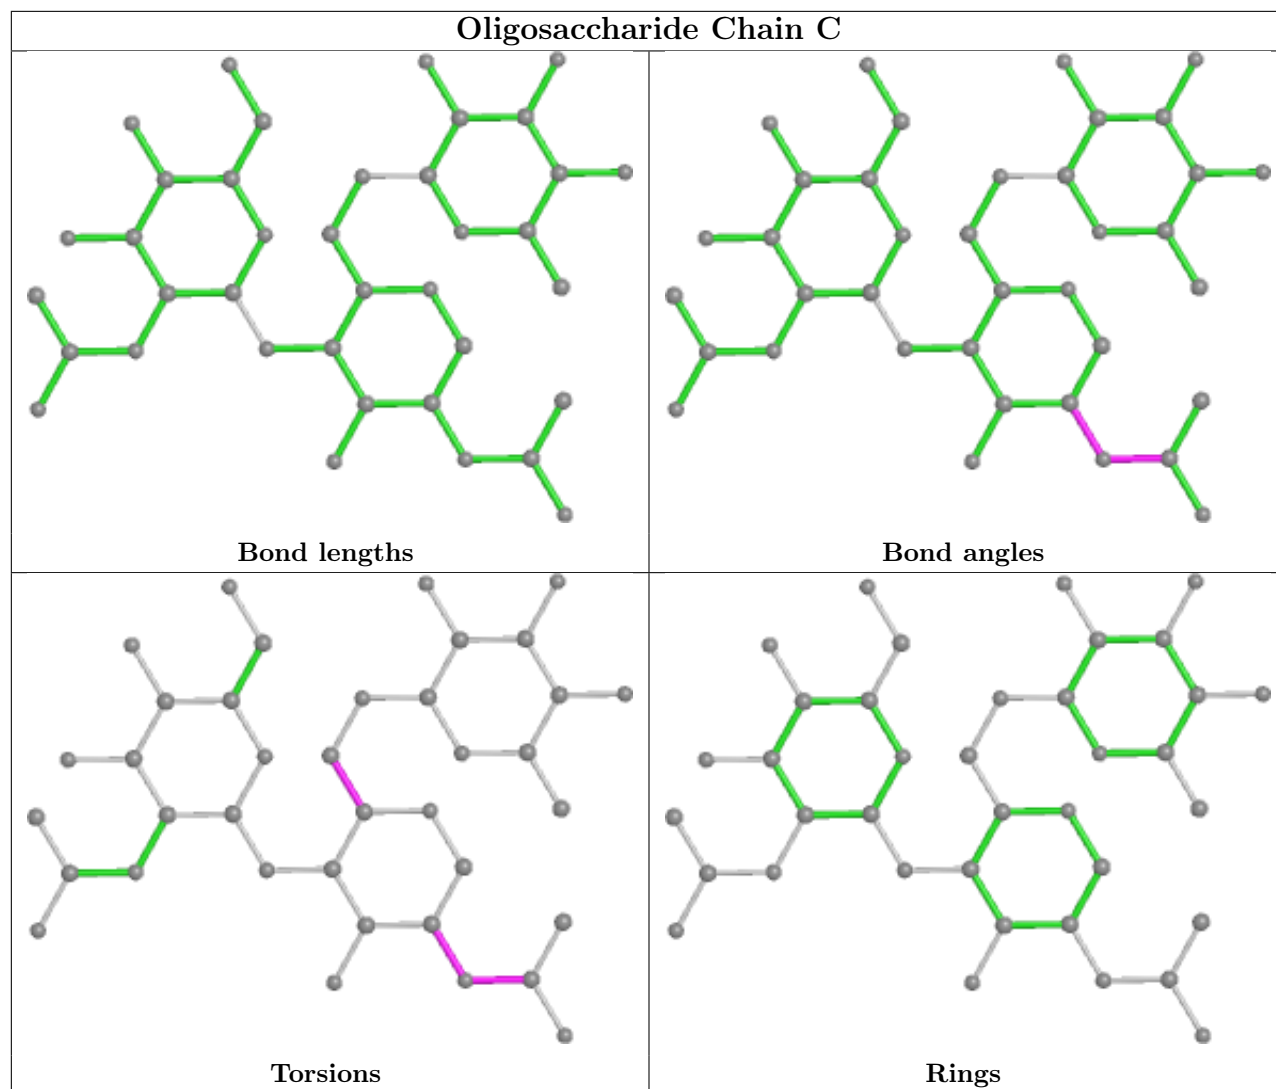 Oligosaccharide Chain C
Bond lengths
Bond angles
Torsions
Rings